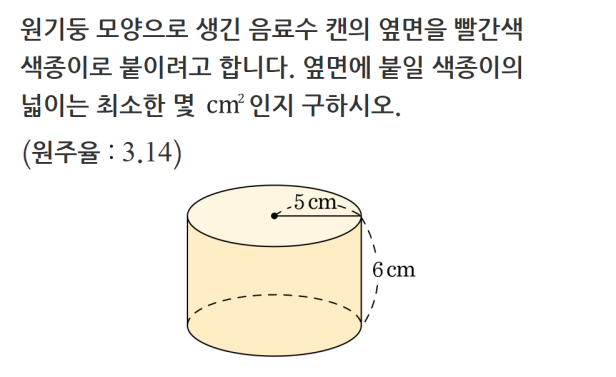 원기둥 모양으로 생긴 음료수 캔의 옆면을 빨간색
색종이로 붙이려고 합니다. 옆면에 붙일 색종이의
넓이는 최소한 몇 cm²인지 구하시오.
(원주율 : 3.14)
5 cm
6 cm